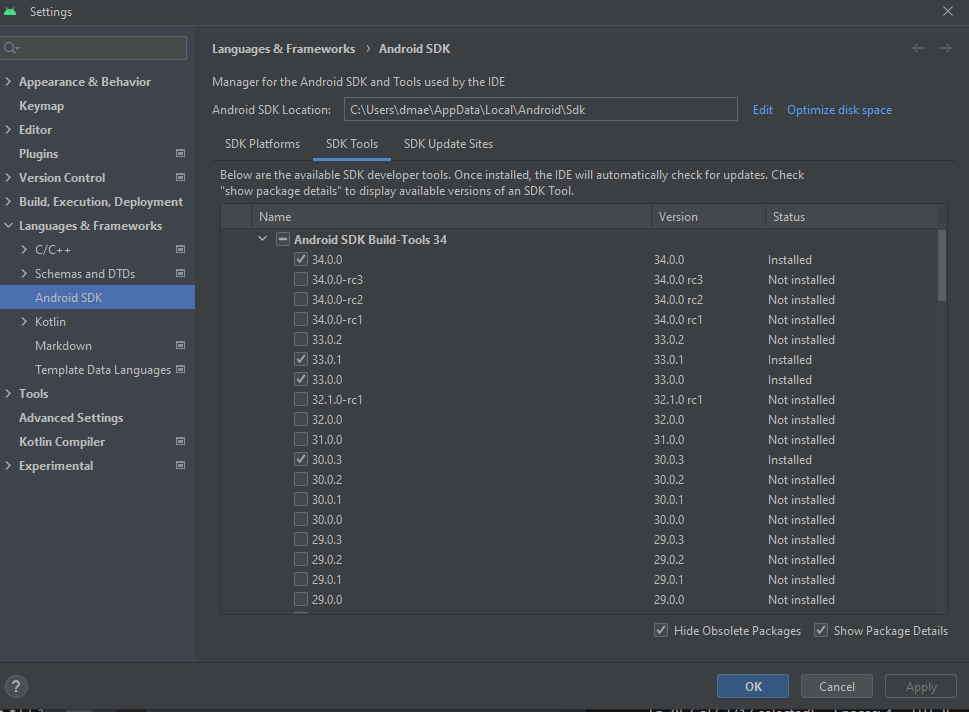 Settings
Languages & Frameworks › Android SDK
Appearance & Behavior
Keymap
Editor
Plugins
Version Control
Build, Execution, Deployment
Languages & Frameworks
C/C++
Schemas and DTDs
Android SDK
Kotlin
Markdown
Template Data Languages
Tools
Advanced Settings
Kotlin Compiler
Experimental
Manager for the Android SDK and Tools used by the IDE
Android SDK Location: C:\Users\dmae\AppData\Local\Android\Sdk Edit Optimize disk space
SDK Platforms SDK Tools SDK Update Sites
Below are the available SDK developer tools. Once installed, the IDE will automatically check for updates. Check
"show package details" to display available versions of an SDK Tool.
Name Version Status
Android SDK Build-Tools 34
34.0.0 34.0.0 Installed
34.0.0-rc3 34.0.0 rc3 Not installed
34.0.0-rc2 34.0.0 rc2 Not installed
34.0.0-rc1 34.0.0 rc1 Not installed
33.0.2 33.0.2 Not installed
33.0.1 33.0.1 Installed
33.0.0 33.0.0 Installed
32.1.0-rc1 32.1.0 rc1 Not installed
32.0.0 32.0.0 Not installed
31.0.0 31.0.0 Not installed
30.0.3 30.0.3 Installed
30.0.2 30.0.2 Not installed
30.0.1 30.0.1 Not installed
30.0.0 30.0.0 Not installed
29.0.3 29.0.3 Not installed
29.0.2 29.0.2 Not installed
29.0.1 29.0.1 Not installed
29.0.0 29.0.0 Not installed
Hide Obsolete Packages Show Package Details
? OK Cancel Apply